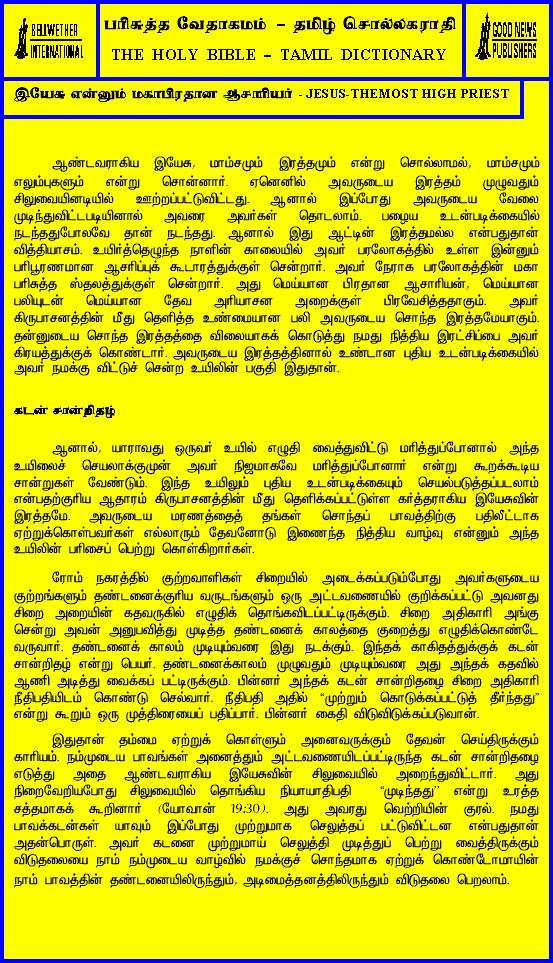 BELLWETHER
INTERNATIONAL
பரிசுத்த வேதாகமம் – தமிழ் சொல்லகராதி
THE HOLY BIBLE – TAMIL DICTIONARY
GOOD NEWS
PUBLISHERS
இயேசு என்னும் மகாபிரதான ஆசாரியர் - JESUS-THEMOST HIGH PRIEST
ஆண்டவராகிய இயேசு, மாம்சமும் இரத்தமும் என்று சொல்லாமல், மாம்சமும்
எலும்புகளும் என்று சொன்னார். ஏனெனில் அவருடைய இரத்தம் முழுவதும்
சிலுவையினடியில் ஊற்றப்பட்டுவிட்டது. ஆனால் இப்போது அவருடைய வேலை
முடிந்துவிட்டபடியினால் அவரை அவர்கள் தொடலாம். பழைய உடன்படிக்கையில்
நடந்ததுபோலவே தான் நடந்தது. ஆனால் இது ஆட்டின் இரத்தமல்ல என்பதுதான்
வித்தியாசம். உயிர்த்தெழுந்த நாளின் காலையில் அவர் பரலோகத்தில் உள்ள இன்னும்
பரிபூரணமான ஆசரிப்புக் கூடாரத்துக்குள் சென்றார். அவர் நேராக பரலோகத்தின் மகா
பரிசுத்த ஸ்தலத்துக்குள் சென்றார். அது மெய்யான பிரதான ஆசாரியன், மெய்யான
பலியுடன் மெய்யான தேவ அரியாசன அறைக்குள் பிரவேசித்ததாகும். அவர்
கிருபாசனத்தின் மீது தெளித்த உண்மையான பலி அவருடைய சொந்த இரத்தமேயாகும்.
தன்னுடைய சொந்த இரத்தத்தை விலையாகக் கொடுத்து நமது நித்திய இரட்சிப்பை அவர்
கிரயத்துக்குக் கொண்டார். அவருடைய இரத்தத்தினால் உண்டான புதிய உடன்படிக்கையில்
அவர் நமக்கு விட்டுச் சென்ற உயிலின் பகுதி இதுதான்.
கடன் சான்றிதழ்
ஆனால், யாராவது ஒருவர் உயில் எழுதி வைத்துவிட்டு மரித்துப்போனால் அந்த
உயிலைச் செயலாக்குமுன் அவர் நிஜமாகவே மரித்துப்போனார் என்று கூறக்கூடிய
சான்றுகள் வேண்டும். இந்த உயிலும் புதிய உடன்படிக்கையும் செயல்படுத்தப்படலாம்
என்பதற்குரிய ஆதாரம் கிருபாசனத்தின் மீது தெளிக்கப்பட்டுள்ள கர்த்தராகிய இயேசுவின்
இரத்தமே. அவருடைய மரணத்தைத் தங்கள் சொந்தப் பாவத்திற்கு பதிலீட்டாக
ஏற்றுக்கொள்பவர்கள் எல்லாரும் தேவனோடு இணைந்த நித்திய வாழ்வு என்னும் அந்த
உயிலின் பரிசைப் பெற்று கொள்கிறார்கள்.
ரோம் நகரத்தில் குற்றவாளிகள் சிறையில் அடைக்கப்படும்போது அவர்களுடைய
குற்றங்களும் தண்டனைக்குரிய வருடங்களும் ஒரு அட்டவணையில் குறிக்கப்பட்டு அவனது
சிறை அறையின் கதவருகில் எழுதிக் தொங்கவிடப்பட்டிருக்கும். சிறை அதிகாரி அங்கு
சென்று அவன் அனுபவித்து முடித்த தண்டனைக் காலத்தை குறைத்து எழுதிக்கொண்டே
வருவார். தண்டனைக் காலம் முடியும்வரை இது நடக்கும். இந்தக் காகிதத்துக்குக் கடன்
சான்றிதழ் என்று பெயர். தண்டனைக்காலம் முழுவதும் முடியும்வரை அது அந்தக் கதவில்
ஆணி அடித்து வைக்கப் பட்டிருக்கும். பின்னர் அந்தக் கடன் சான்றிதழை சிறை அதிகாரி
நீதிபதியிடம் கொண்டு செல்வார். நீதிபதி அதில் “முற்றும் கொடுக்கப்பட்டுத் தீர்ந்தது”
என்று கூறும் ஒரு முத்திரையைப் பதிப்பார். பின்னர் கைதி விடுவிடுக்கப்படுவான்.
இதுதான் தம்மை ஏற்றுக் கொள்ளும் அனைவருக்கும் தேவன் செய்திருக்கும்
காரியம். நம்முடைய பாவங்கள் அனைத்தும் அட்டவணையிடப்பட்டிருந்த கடன் சான்றிதழை
எடுத்து அதை ஆண்டவராகிய இயேசுவின் சிலுவையில் அறைந்துவிட்டார். அது
நிறைவேறியபோது சிலுவையில் தொங்கிய நியாயாதிபதி “முடிந்தது” என்று உரத்த
சத்தமாகக் கூறினார் (யோவான் 19:30). அது அவரது வெற்றியின் குரல். நமது
பாவக்கடன்கள் யாவும் இப்போது முற்றுமாக செலுத்தப் பட்டுவிட்டன என்பதுதான்
அதன்பொருள். அவர் கடனை முற்றுமாய் செலுத்தி முடித்துப் பெற்று வைத்திருக்கும்
விடுதலையை நாம் நம்முடைய வாழ்வில் நமக்குச் சொந்தமாக ஏற்றுக் கொண்டோமாயின்
நாம் பாவத்தின் தண்டனையிலிருந்தும், அடிமைத்தனத்திலிருந்தும் விடுதலை பெறலாம்.